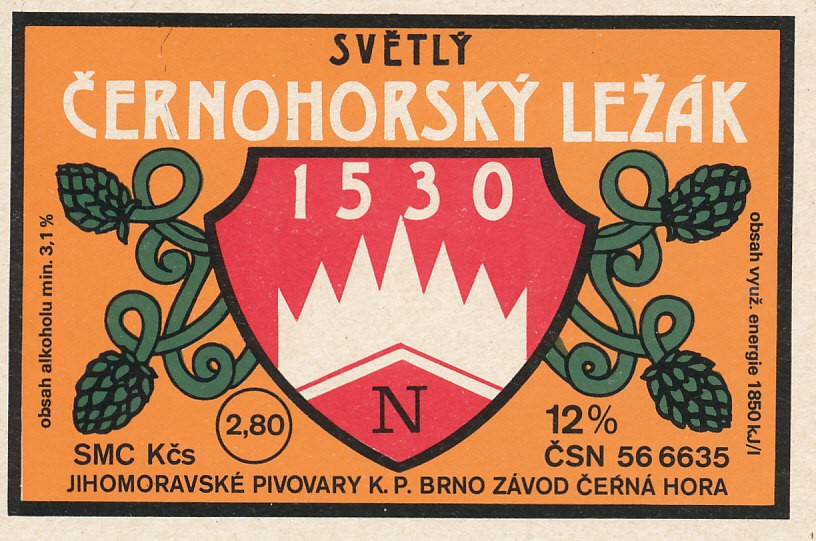 SVĚTLÝ
ČERNOHORSKÝ LEŽÁK
1530
obsah alkoholu min. 3,1 %
obsah využ. energie 1850 kJ/l
N
2,80
12%
SMC Kčs
ČSN 56 6635
JIHOMORAVSKÉ PIVOVARY K. P. BRNO ZÁVOD ČERNÁ HORA